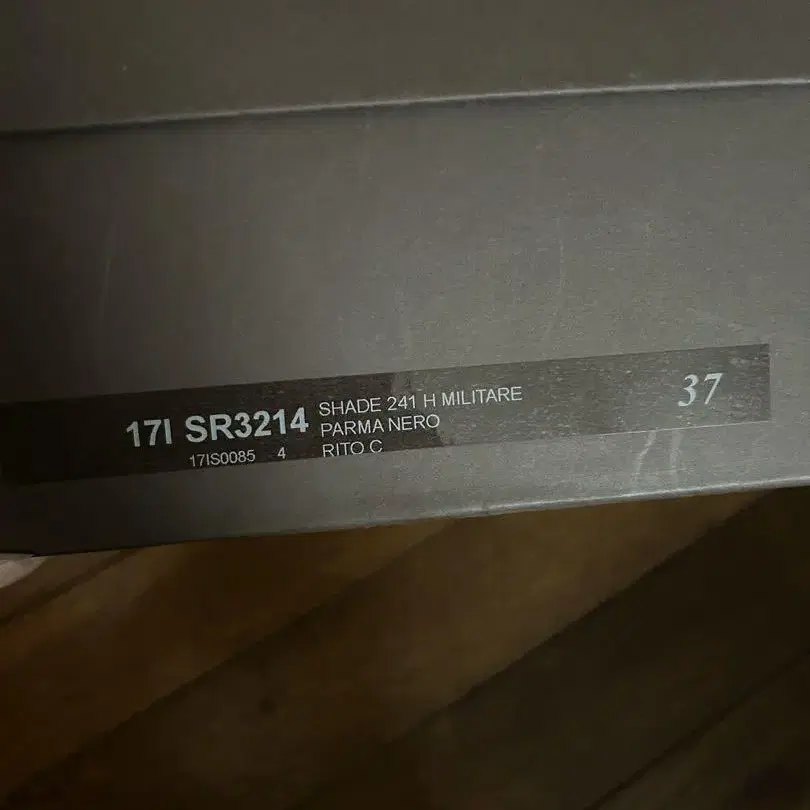 17I SR3214
17IS0085 4
SHADE 241 H MILITARE
PARMA NERO
RITO C
37